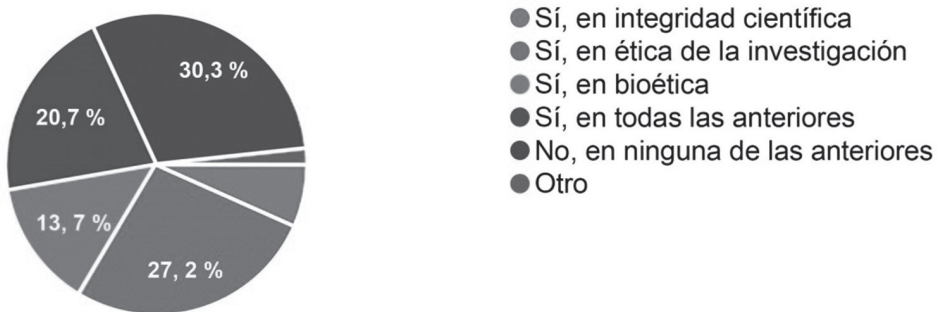 30,3 %
20,7 %
13, 7 %
27, 2 %
Sí, en integridad científica
Sí, en ética de la investigación
Sí, en bioética
Sí, en todas las anteriores
No, en ninguna de las anteriores
Otro